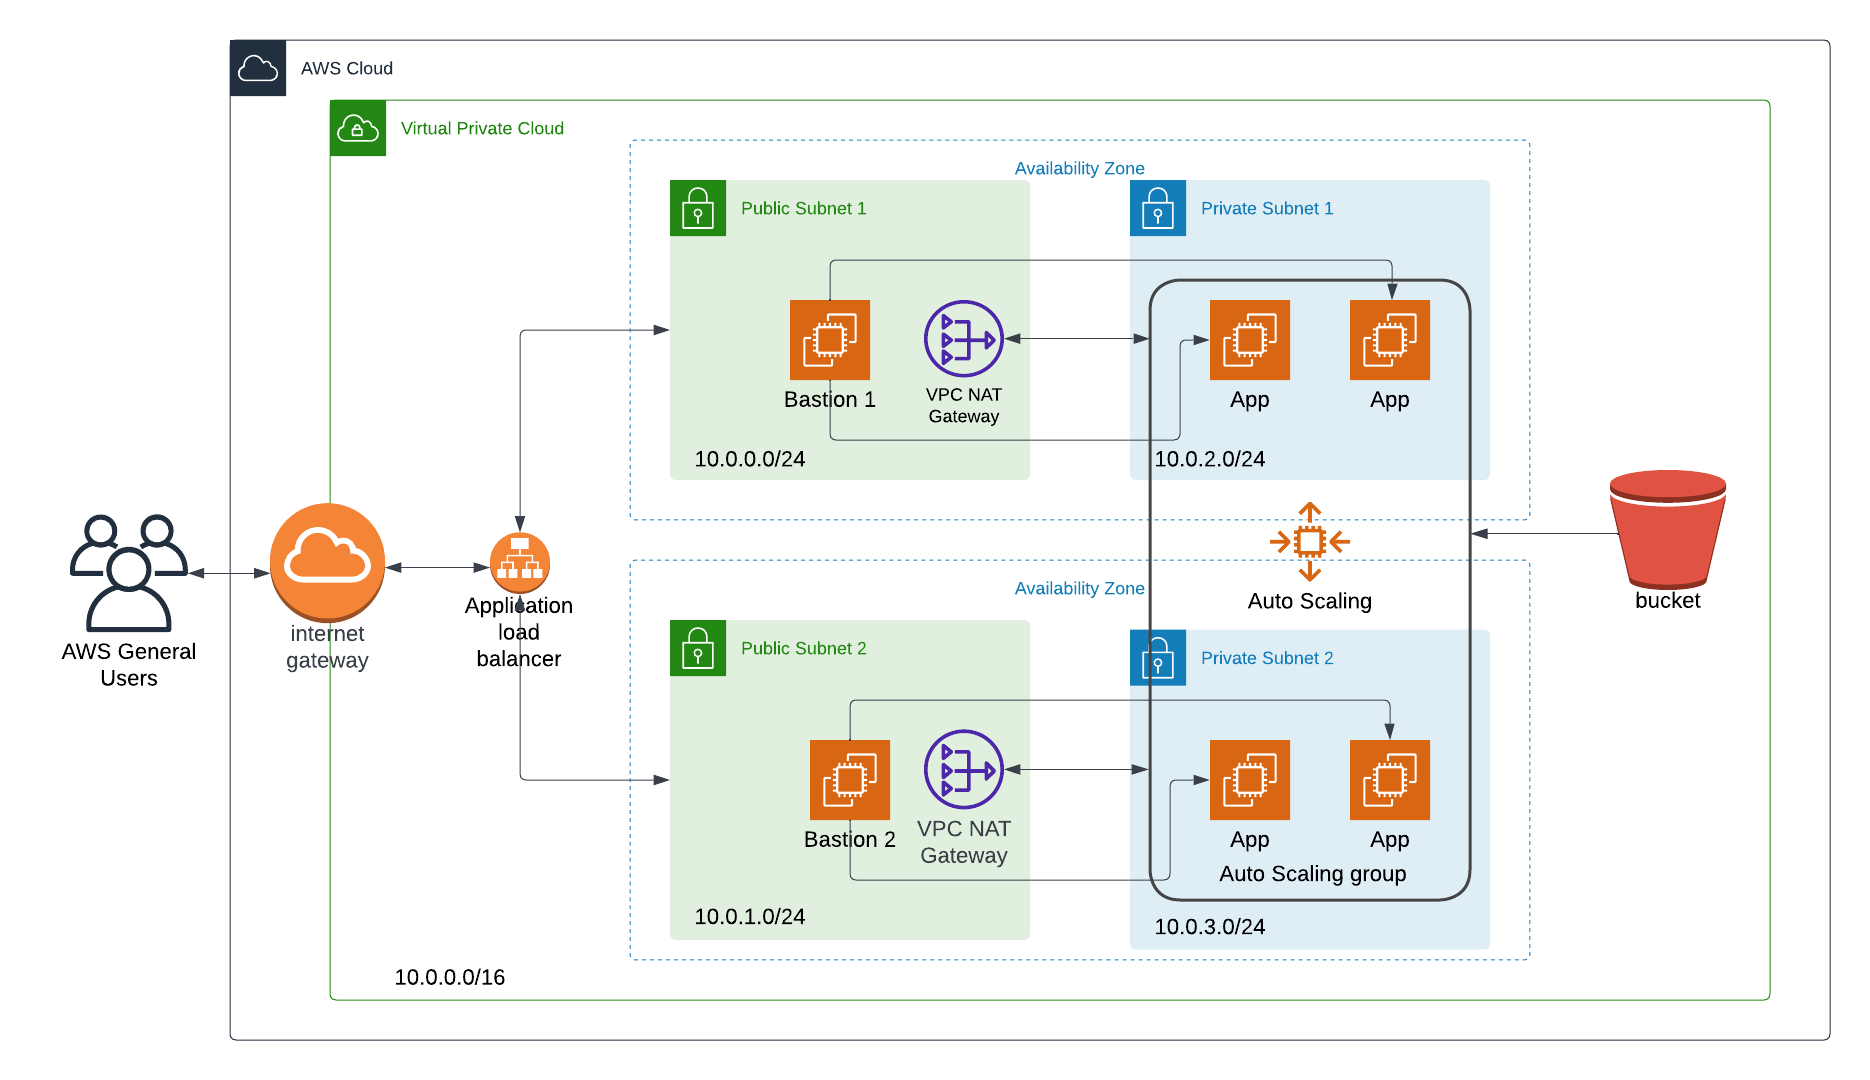 AWS Cloud
Virtual Private Cloud
Availability Zone
Public Subnet 1
Private Subnet 1
Bastion 1
VPC NAT
Gateway
App
App
10.0.0.0/24
10.0.2.0/24
AWS General
Users
internet
gateway
Application
load
balancer
Auto Scaling
bucket
Availability Zone
Public Subnet 2
Private Subnet 2
Bastion 2
VPC NAT
Gateway
App
App
Auto Scaling group
10.0.1.0/24
10.0.3.0/24
10.0.0.0/16